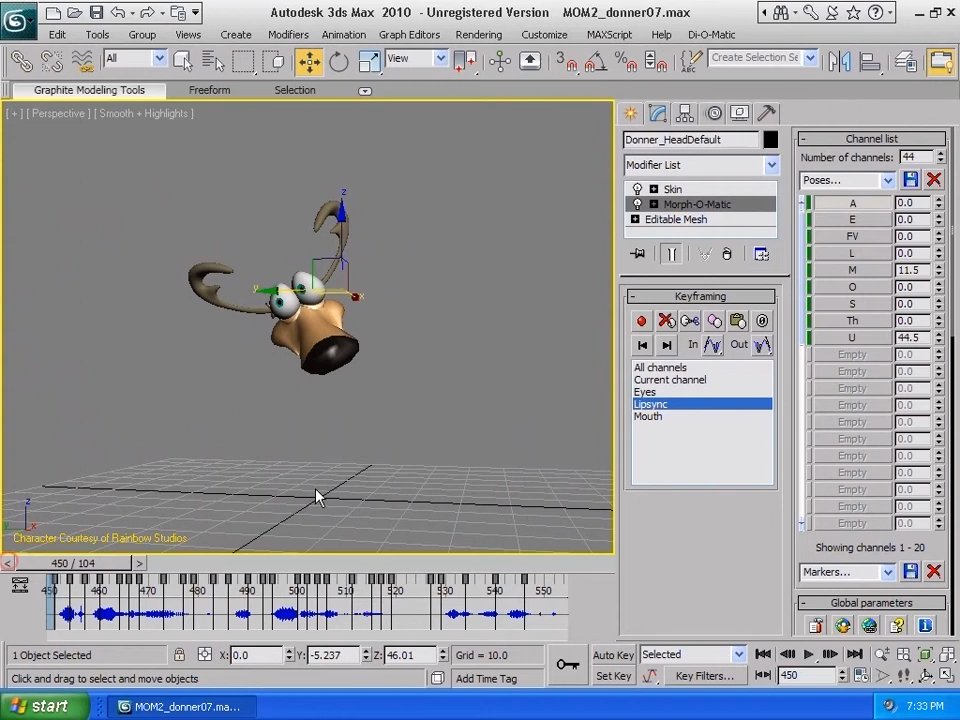 Autodesk 3ds Max 2010 - Unregistered Version MOM2_donner07.max
Edit Tools Group Views Create Modifiers Animation Graph Editors Rendering Customize MAXScript Help Di-O-Matic
All View Create Selection Se
Graphite Modeling Tools Freeform Selection
[ + ] [ Perspective ] [ Smooth + Highlights ]
z
y
x
z
y x
Character Courtesy of Rainbow Studios
Donner_HeadDefault
Modifier List
Skin
Morph-O-Matic
Editable Mesh
Keyframing
In Out
All channels
Current channel
Eyes
Lipsync
Mouth
Channel list
Number of channels: 44
Poses...
A 0.0
E 0.0
FV 0.0
L 0.0
M 11.5
O 0.0
S 0.0
Th 0.0
U 44.5
Empty 0.0
Empty 0.0
Empty 0.0
Empty 0.0
Empty 0.0
Empty 0.0
Empty 0.0
Empty 0.0
Empty 0.0
Empty 0.0
Empty 0.0
Showing channels 1 - 20
Markers...
Global parameters
< 450 / 104 >
450 460 470 480 490 500 510 520 530 540 550
1 Object Selected X: 0.0 Y: -5.237 Z: 46.01 Grid = 10.0 Auto Key Selected
Click and drag to select and move objects Add Time Tag Set Key Key Filters... 450
start MOM2_donner07.ma... 7:33 PM